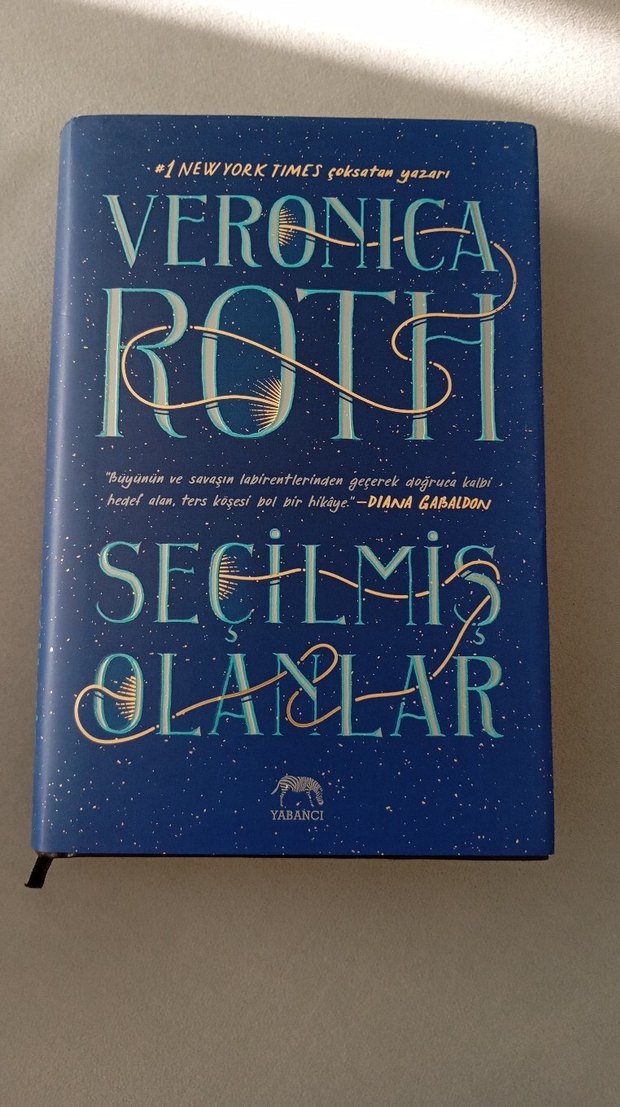 #1 NEW YORK TIMES çoksatan yazarı
VERONICA
ROTH
"Büyünün ve savaşın labirentlerinden geçerek doğruca kalbi
hedef alan, ters köşesi bol bir hikâye." —DIANA GABALDON
SEÇİLMİŞ
OLANLAR
YABANCI